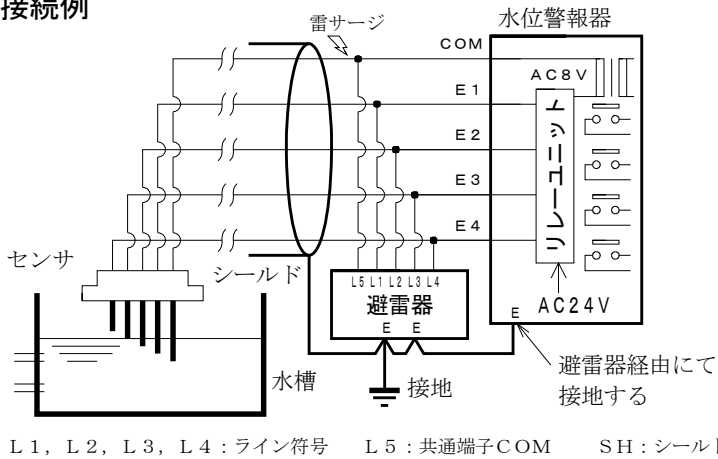 接続例
雷サージ
水位警報器
COM
AC8V
E1
E2
E3
E4
リレーユニット
センサ
シールド
L5 L1 L2 L3 L4
避雷器
E E
E
AC24V
水槽
接地
避雷器経由にて
接地する
L1，L2，L3，L4：ライン符号 L5：共通端子COM SH：シールド